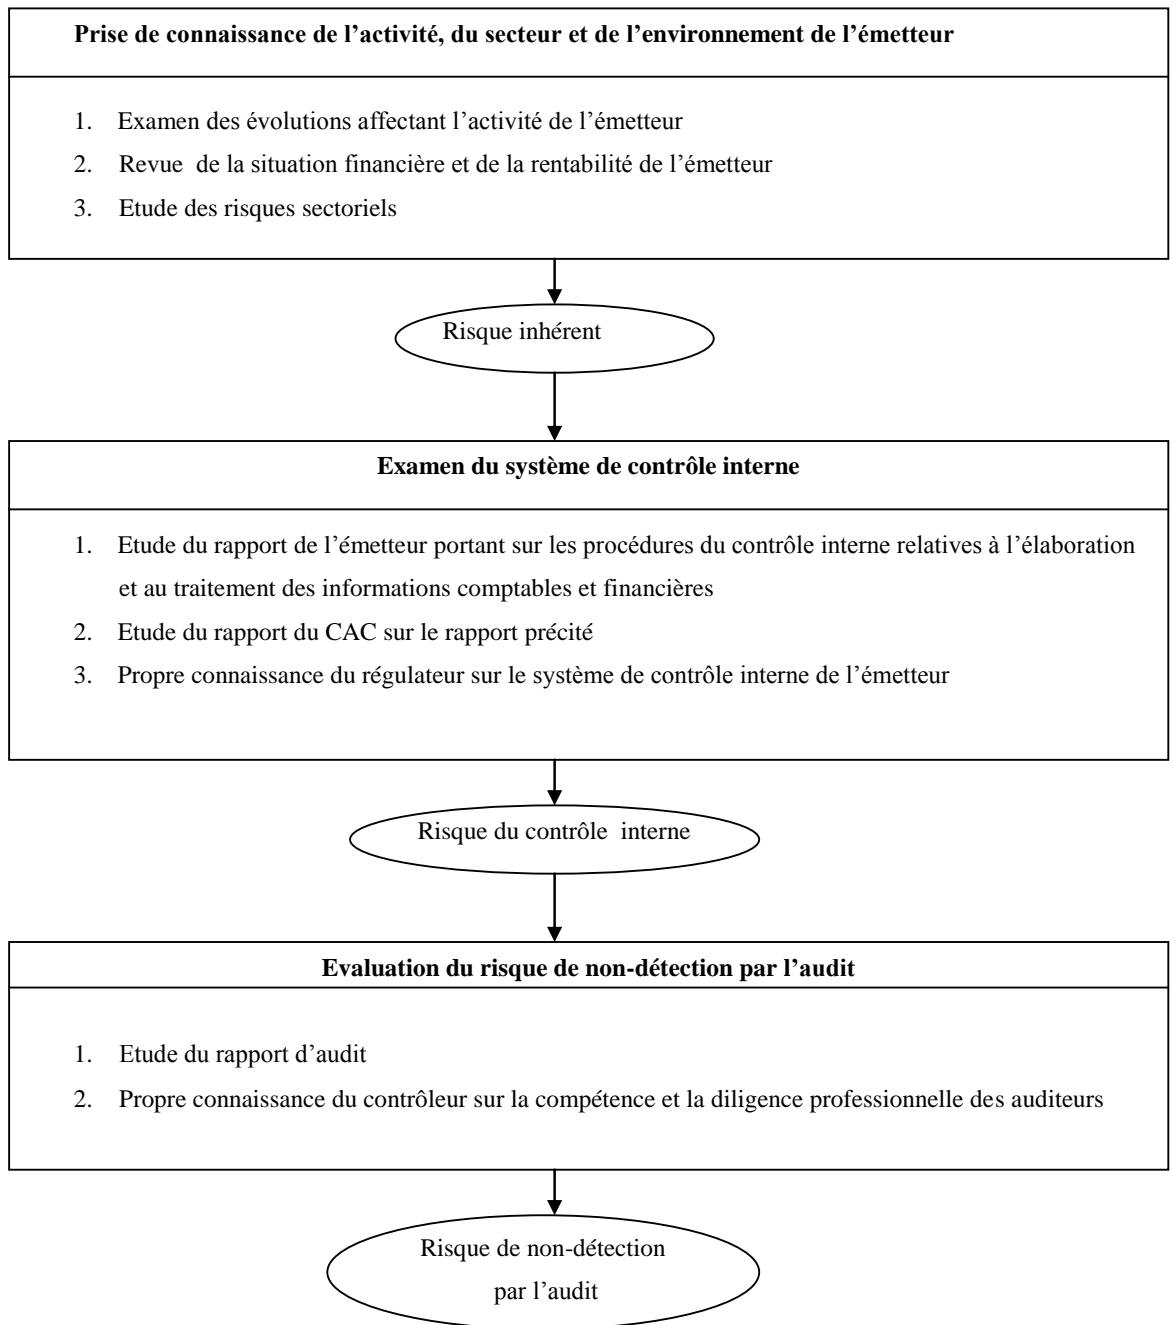 Prise de connaissance de l’activité, du secteur et de l’environnement de l’émetteur
1. Examen des évolutions affectant l’activité de l’émetteur
2. Revue de la situation financière et de la rentabilité de l’émetteur
3. Etude des risques sectoriels
Risque inhérent
Examen du système de contrôle interne
1. Etude du rapport de l’émetteur portant sur les procédures du contrôle interne relatives à l’élaboration
et au traitement des informations comptables et financières
2. Etude du rapport du CAC sur le rapport précité
3. Propre connaissance du régulateur sur le système de contrôle interne de l’émetteur
Risque du contrôle interne
Evaluation du risque de non-détection par l’audit
1. Etude du rapport d’audit
2. Propre connaissance du contrôleur sur la compétence et la diligence professionnelle des auditeurs
Risque de non-détection
par l’audit